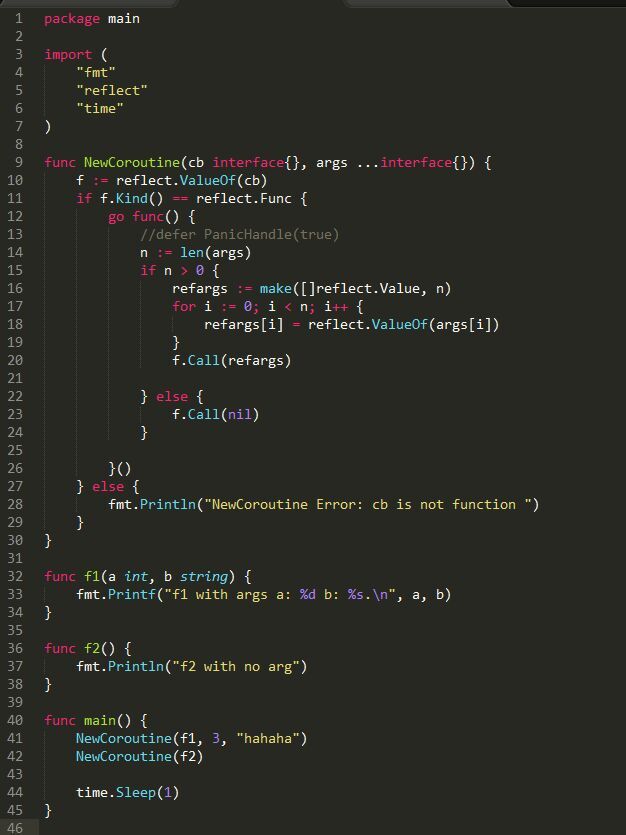 1 package main
2
3 import (
4     "fmt"
5     "reflect"
6     "time"
7 )
8
9 func NewCoroutine(cb interface{}, args ...interface{}) {
10     f := reflect.ValueOf(cb)
11     if f.Kind() == reflect.Func {
12         go func() {
13             //defer PanicHandle(true)
14             n := len(args)
15             if n > 0 {
16                 refargs := make([]reflect.Value, n)
17                 for i := 0; i < n; i++ {
18                     refargs[i] = reflect.ValueOf(args[i])
19                 }
20                 f.Call(refargs)
21
22             } else {
23                 f.Call(nil)
24             }
25
26         }()
27     } else {
28         fmt.Println("NewCoroutine Error: cb is not function ")
29     }
30 }
31
32 func f1(a int, b string) {
33     fmt.Printf("f1 with args a: %d b: %s.\n", a, b)
34 }
35
36 func f2() {
37     fmt.Println("f2 with no arg")
38 }
39
40 func main() {
41     NewCoroutine(f1, 3, "hahaha")
42     NewCoroutine(f2)
43
44     time.Sleep(1)
45 }
46